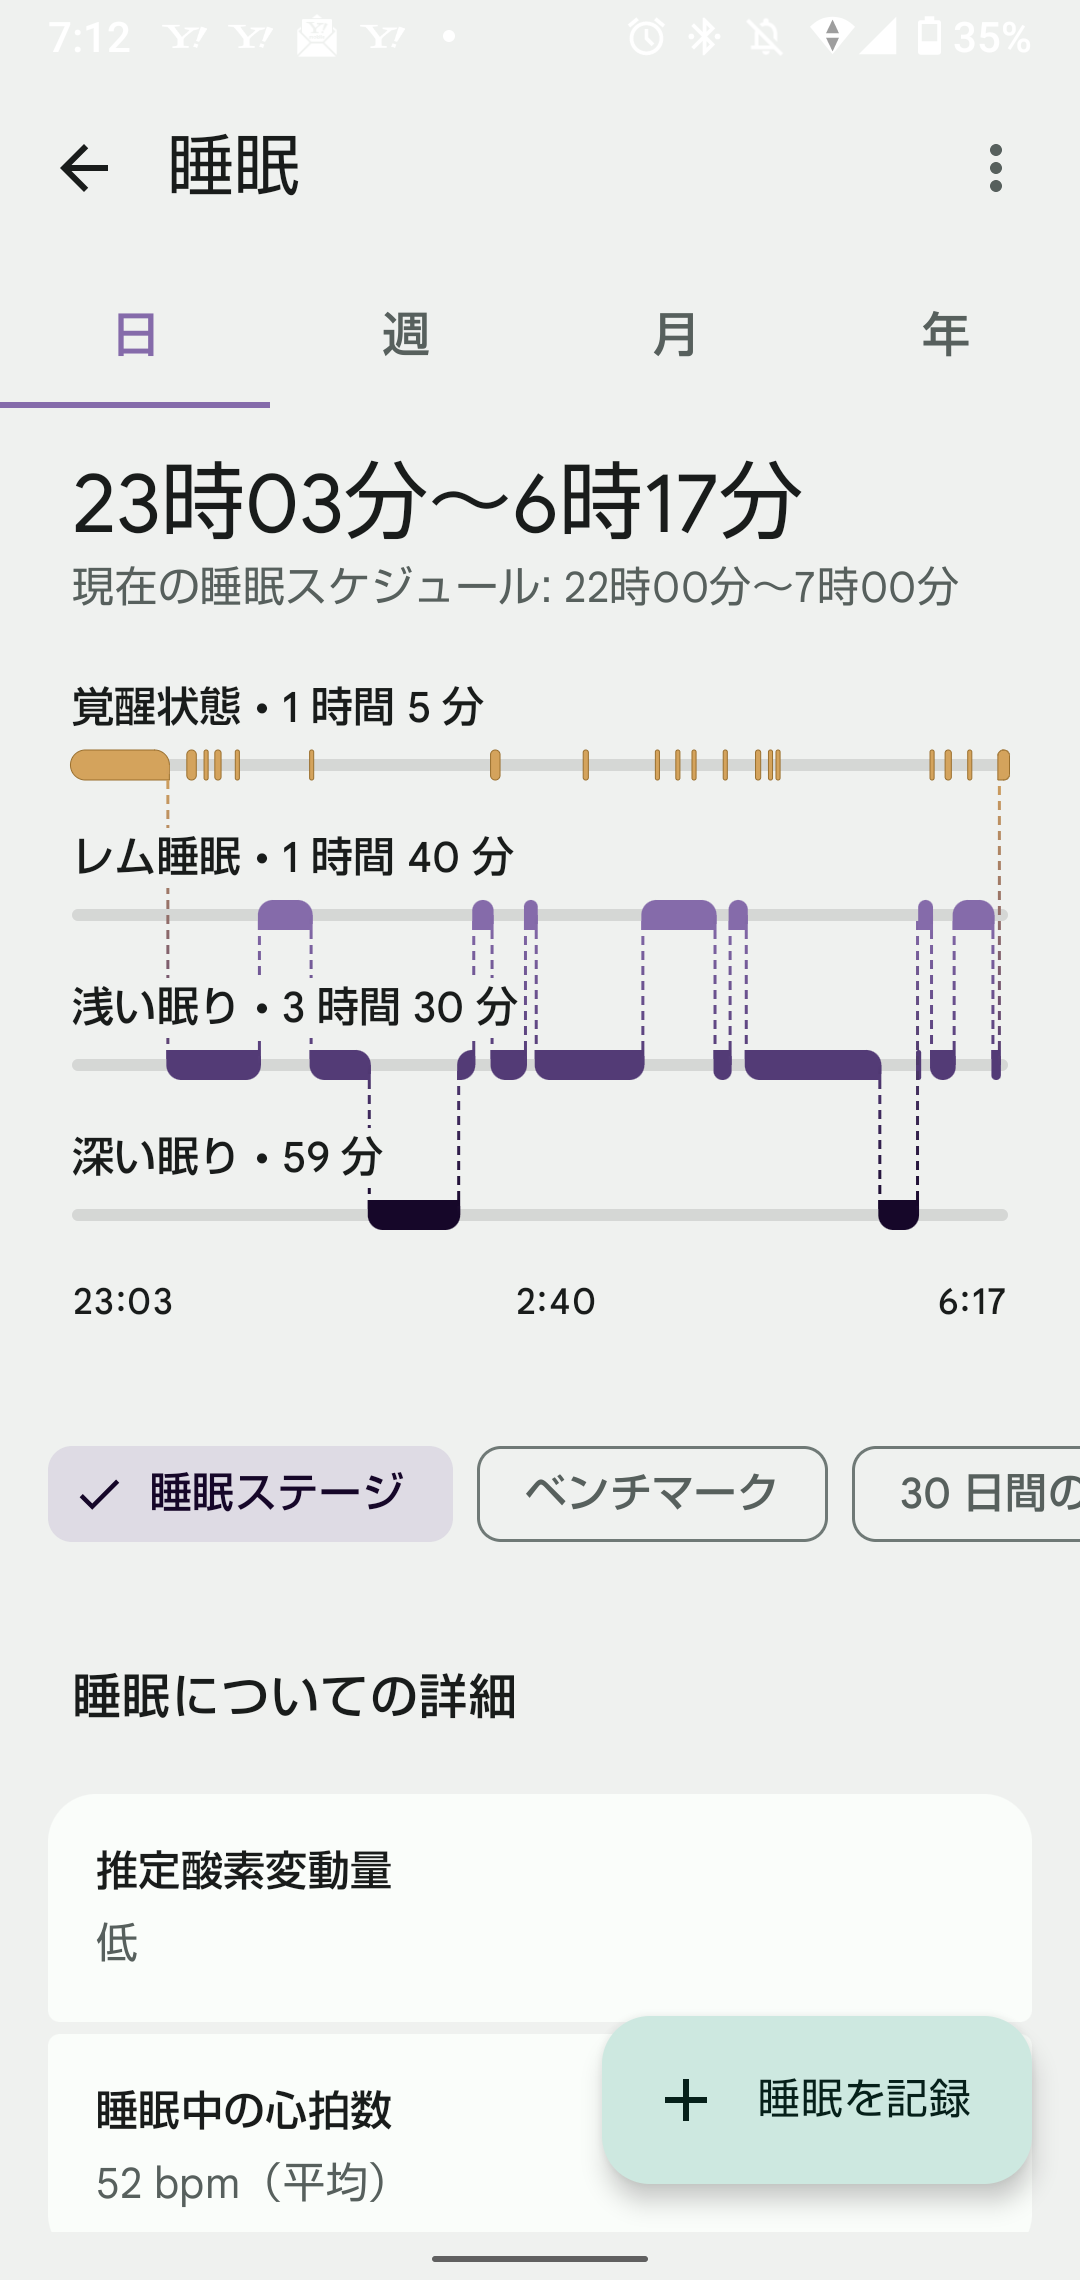 7:12 Y! Y! Y! Y! 35%
睡眠
日 週 月 年
23時03分～6時17分
現在の睡眠スケジュール: 22時00分～7時00分
覚醒状態・1 時間 5 分
レム睡眠・1 時間 40 分
浅い眠り・3 時間 30 分
深い眠り・59 分
23:03 2:40 6:17
睡眠ステージ ベンチマーク 30 日間の
睡眠についての詳細
推定酸素変動量
低
睡眠中の心拍数
52 bpm（平均）
睡眠を記録